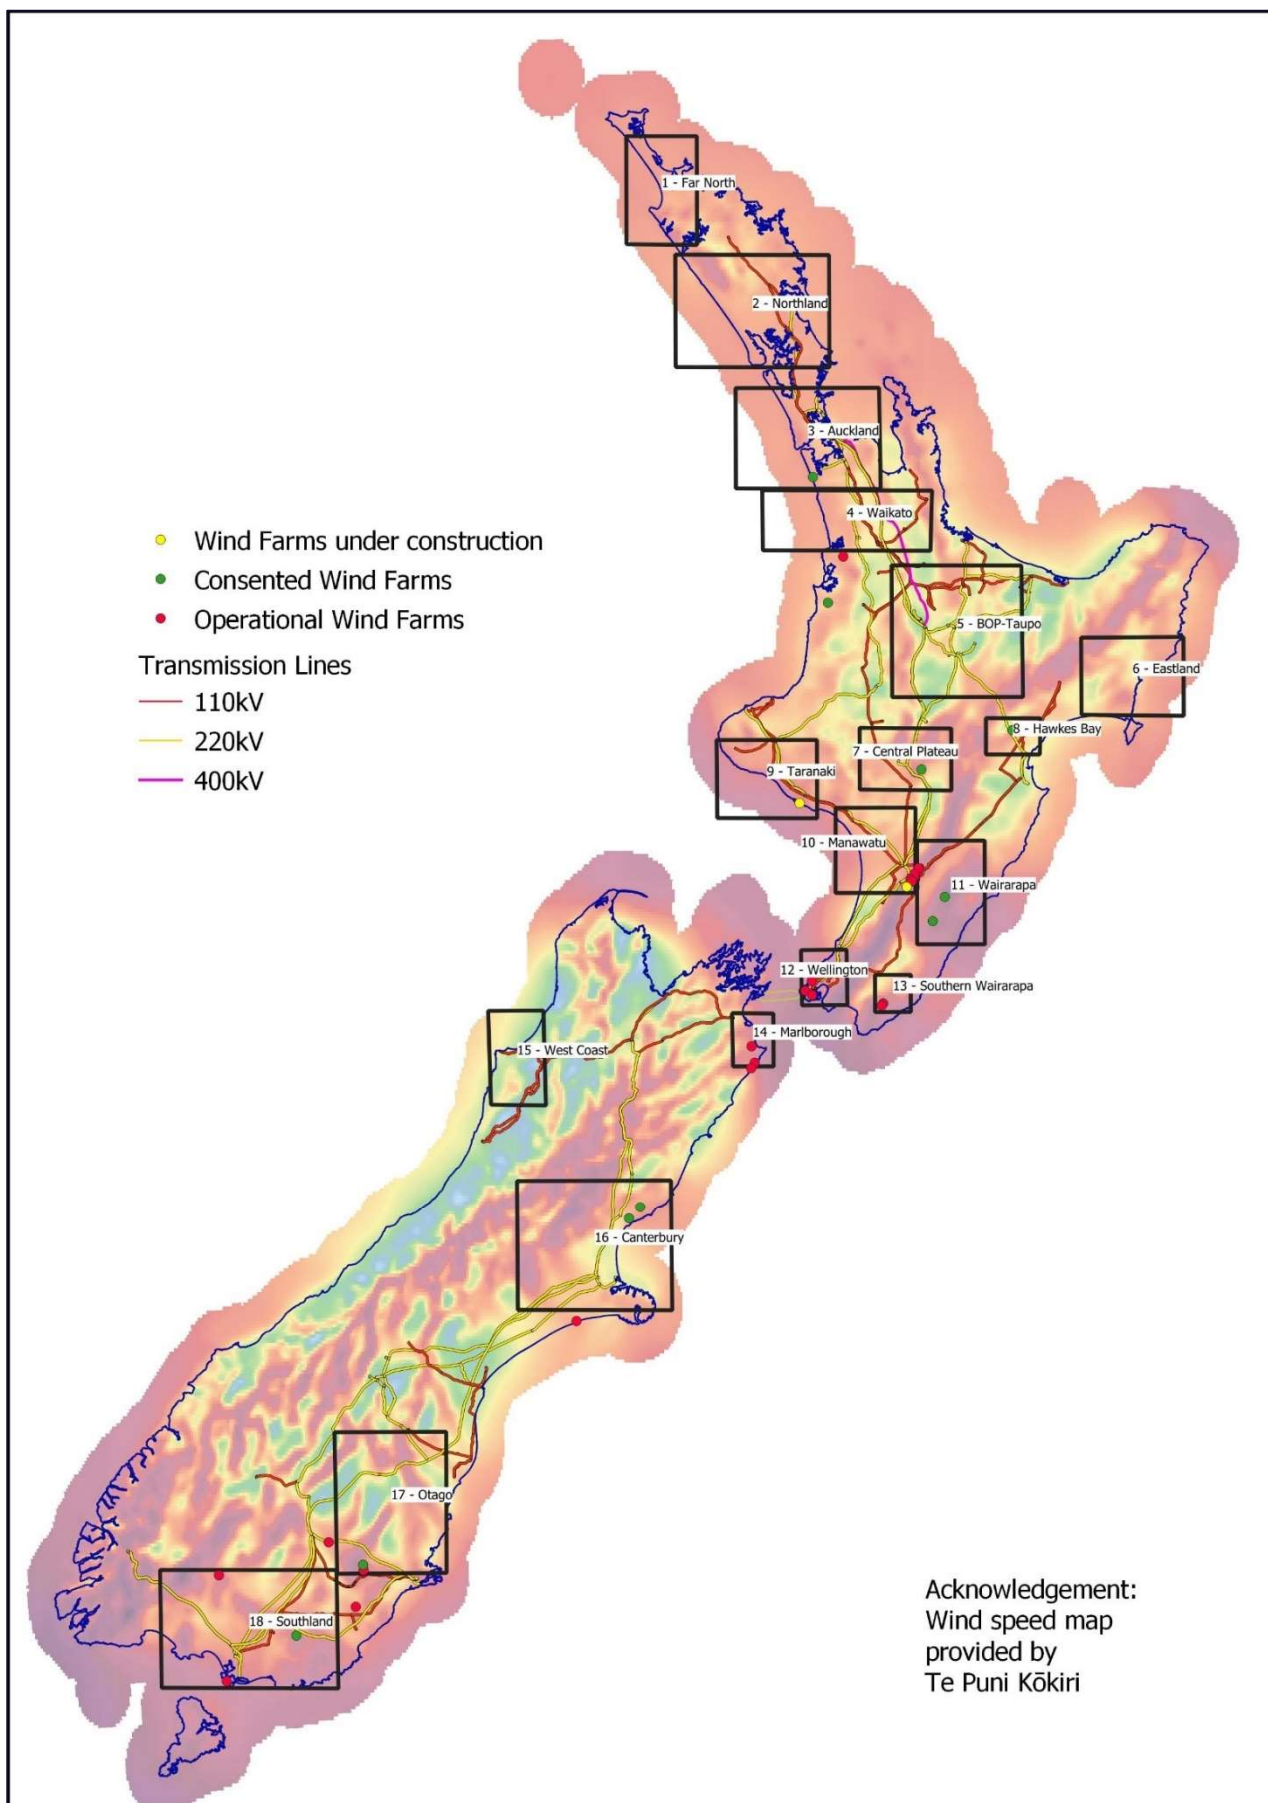 1 - Far North
2 - Northland
3 - Auckland
4 - Waikato
Wind Farms under construction
Consented Wind Farms
Operational Wind Farms
Transmission Lines
110kV
220kV
400kV
5 - BOP-Taupo
6 - Eastland
8 - Hawkes Bay
7 - Central Plateau
9 - Taranaki
10 - Manawatu
11 - Wairarapa
12 - Wellington
13 - Southern Wairarapa
14 - Marlborough
15 - West Coast
16 - Canterbury
17 - Otago
18 - Southland
Acknowledgement:
Wind speed map
provided by
Te Puni Kōkiri